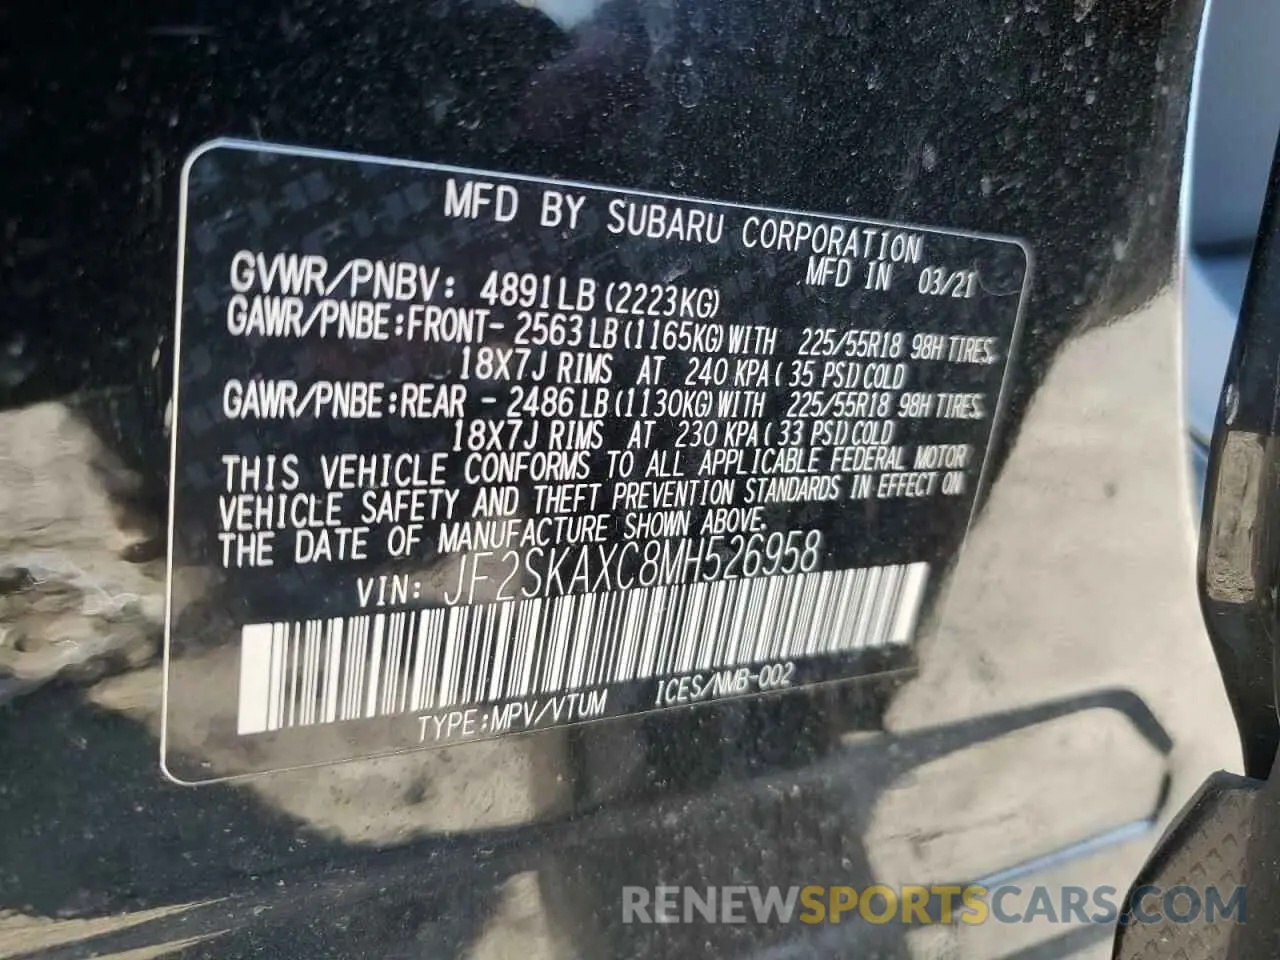 MFD BY SUBARU CORPORATION
MFD IN 03/21
GVWR/PNBV: 4891LB (2223KG)
GAWR/PNBE:FRONT- 2563LB(1165KG)WITH 225/55R18 98H TIRES,
18X7J RIMS AT 240 KPA( 35 PSI)COLD
GAWR/PNBE:REAR - 2486LB(1130KG)WITH 225/55R18 98H TIRES,
18X7J RIMS AT 230 KPA( 33 PSI)COLD
THIS VEHICLE CONFORMS TO ALL APPLICABLE FEDERAL MOTOR
VEHICLE SAFETY AND THEFT PREVENTION STANDARDS IN EFFECT ON
THE DATE OF MANUFACTURE SHOWN ABOVE.
VIN: JF2SKAXC8MH526958
TYPE:MPV/VTUM ICES/NMB-002
RENEWSPORTSCARS.COM